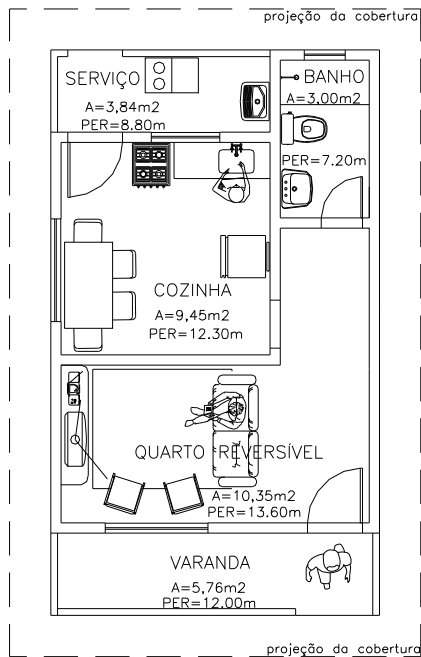 projeção da cobertura
SERVIÇO
A=3,84m2
PER=8.80m
BANHO
A=3,00m2
PER=7.20m
COZINHA
A=9,45m2
PER=12.30m
QUARTO REVERSÍVEL
A=10,35m2
PER=13.60m
VARANDA
A=5,76m2
PER=12.00m
projeção da cobertura